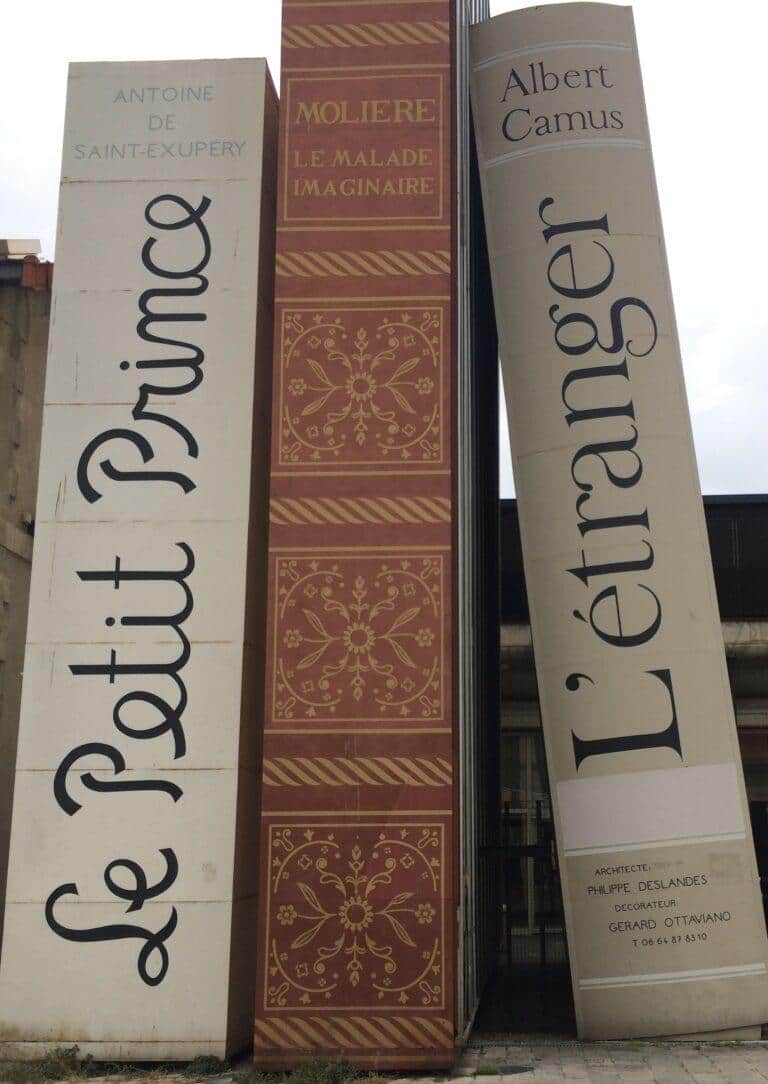 ANTOINE
DE
SAINT-EXUPÉRY
Le Petit Prince
MOLIERE
LE MALADE
IMAGINAIRE
Albert
Camus
L'étranger
ARCHITECTE:
PHILIPPE DESLANDES
DECORATEUR
GERARD OTTAVIANO
T 06 64 87 83 10